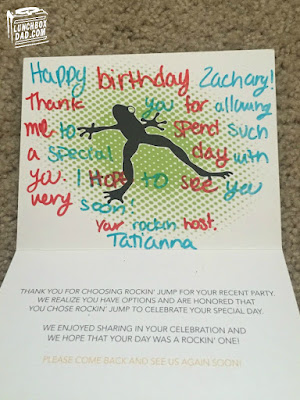 LUNCHBOX
DAD.COM
Happy birthday Zachary!
Thank you for allowing
me to spend such
a special day with
you. I Hope to see you
very soon!
Your rockin host,
Tatianna
THANK YOU FOR CHOOSING ROCKIN' JUMP FOR YOUR RECENT PARTY.
WE REALIZE YOU HAVE OPTIONS AND ARE HONORED THAT
YOU CHOSE ROCKIN' JUMP TO CELEBRATE YOUR SPECIAL DAY.
WE ENJOYED SHARING IN YOUR CELEBRATION AND
WE HOPE THAT YOUR DAY WAS A ROCKIN' ONE!
PLEASE COME BACK AND SEE US AGAIN SOON!